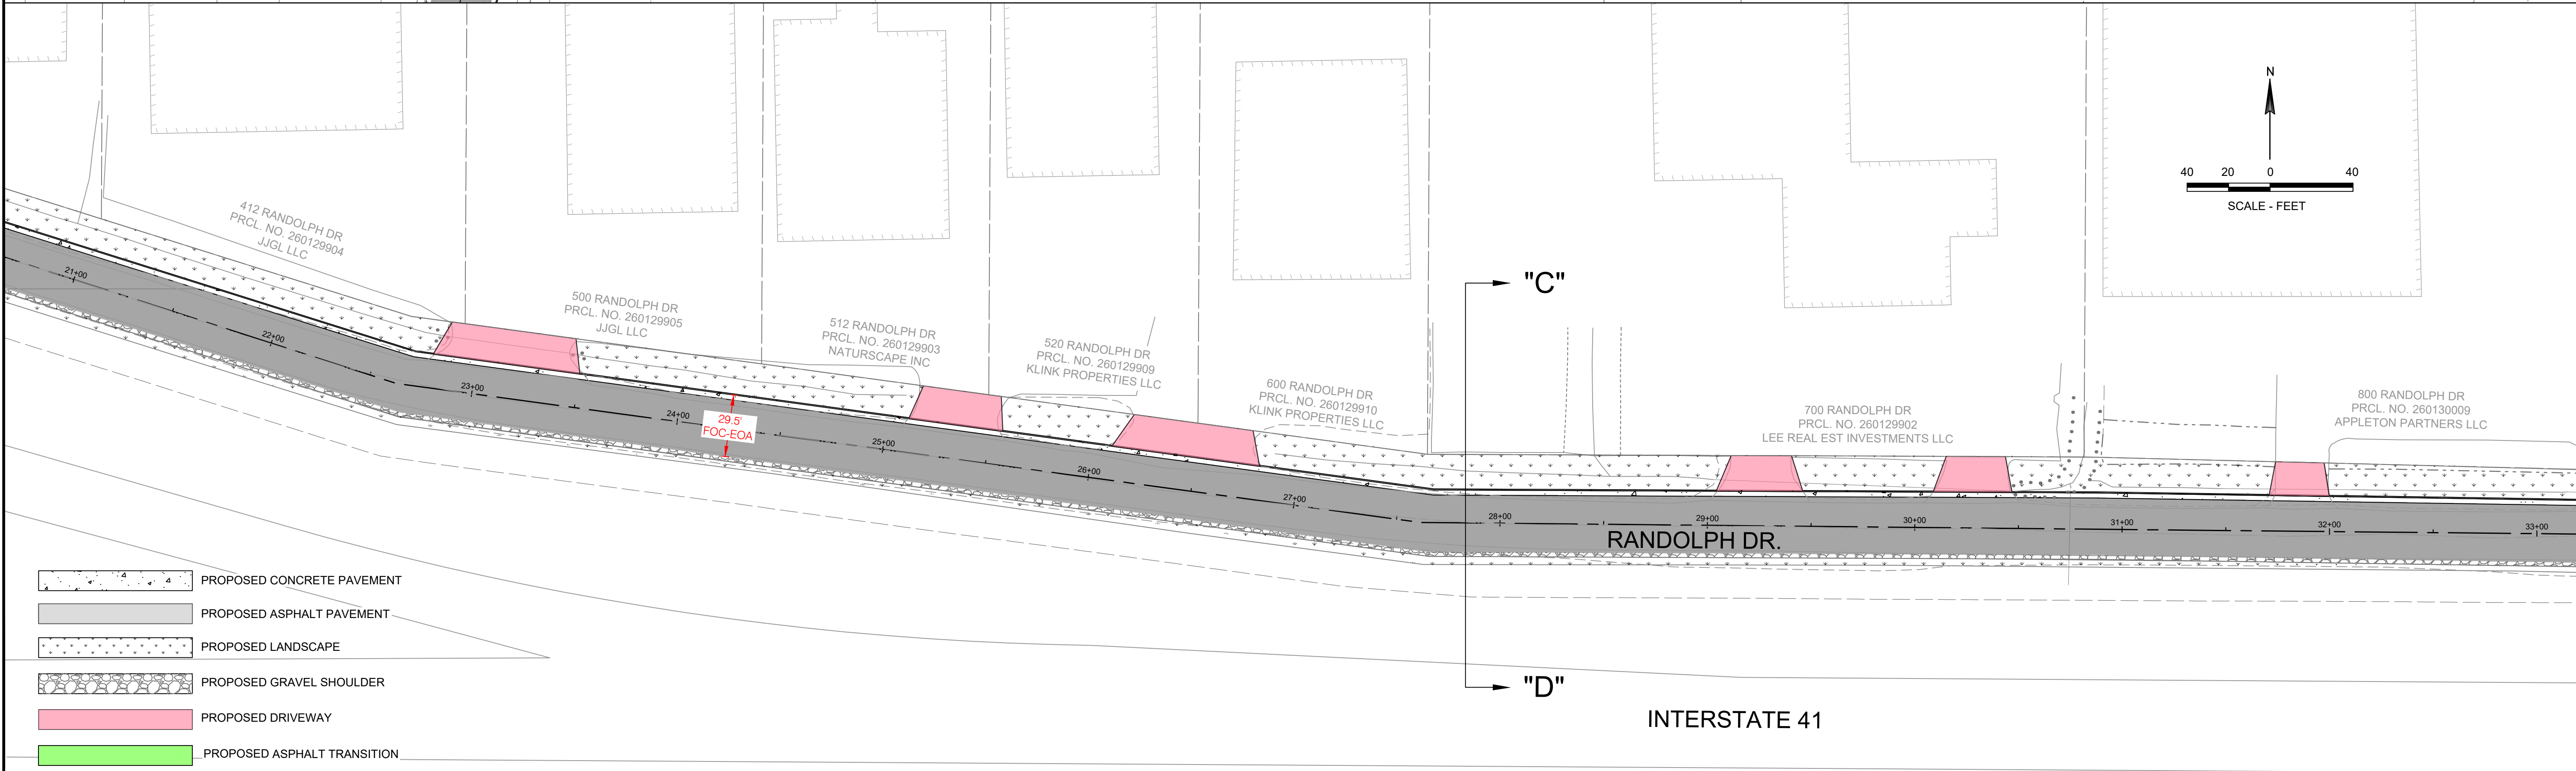 N
40 20 0 40
SCALE - FEET
412 RANDOLPH DR
PRCL. NO. 260129904
JJGL LLC
500 RANDOLPH DR
PRCL. NO. 260129905
JJGL LLC
512 RANDOLPH DR
PRCL. NO. 260129903
NATURSCAPE INC
520 RANDOLPH DR
PRCL. NO. 260129909
KLINK PROPERTIES LLC
600 RANDOLPH DR
PRCL. NO. 260129910
KLINK PROPERTIES LLC
"C"
700 RANDOLPH DR
PRCL. NO. 260129902
LEE REAL EST INVESTMENTS LLC
800 RANDOLPH DR
PRCL. NO. 260130009
APPLETON PARTNERS LLC
21+00
22+00
23+00
24+00
29.5'
FOC-EOA
25+00
26+00
27+00
28+00
29+00
30+00
31+00
32+00
33+00
RANDOLPH DR.
"D"
INTERSTATE 41
PROPOSED CONCRETE PAVEMENT
PROPOSED ASPHALT PAVEMENT
PROPOSED LANDSCAPE
PROPOSED GRAVEL SHOULDER
PROPOSED DRIVEWAY
PROPOSED ASPHALT TRANSITION